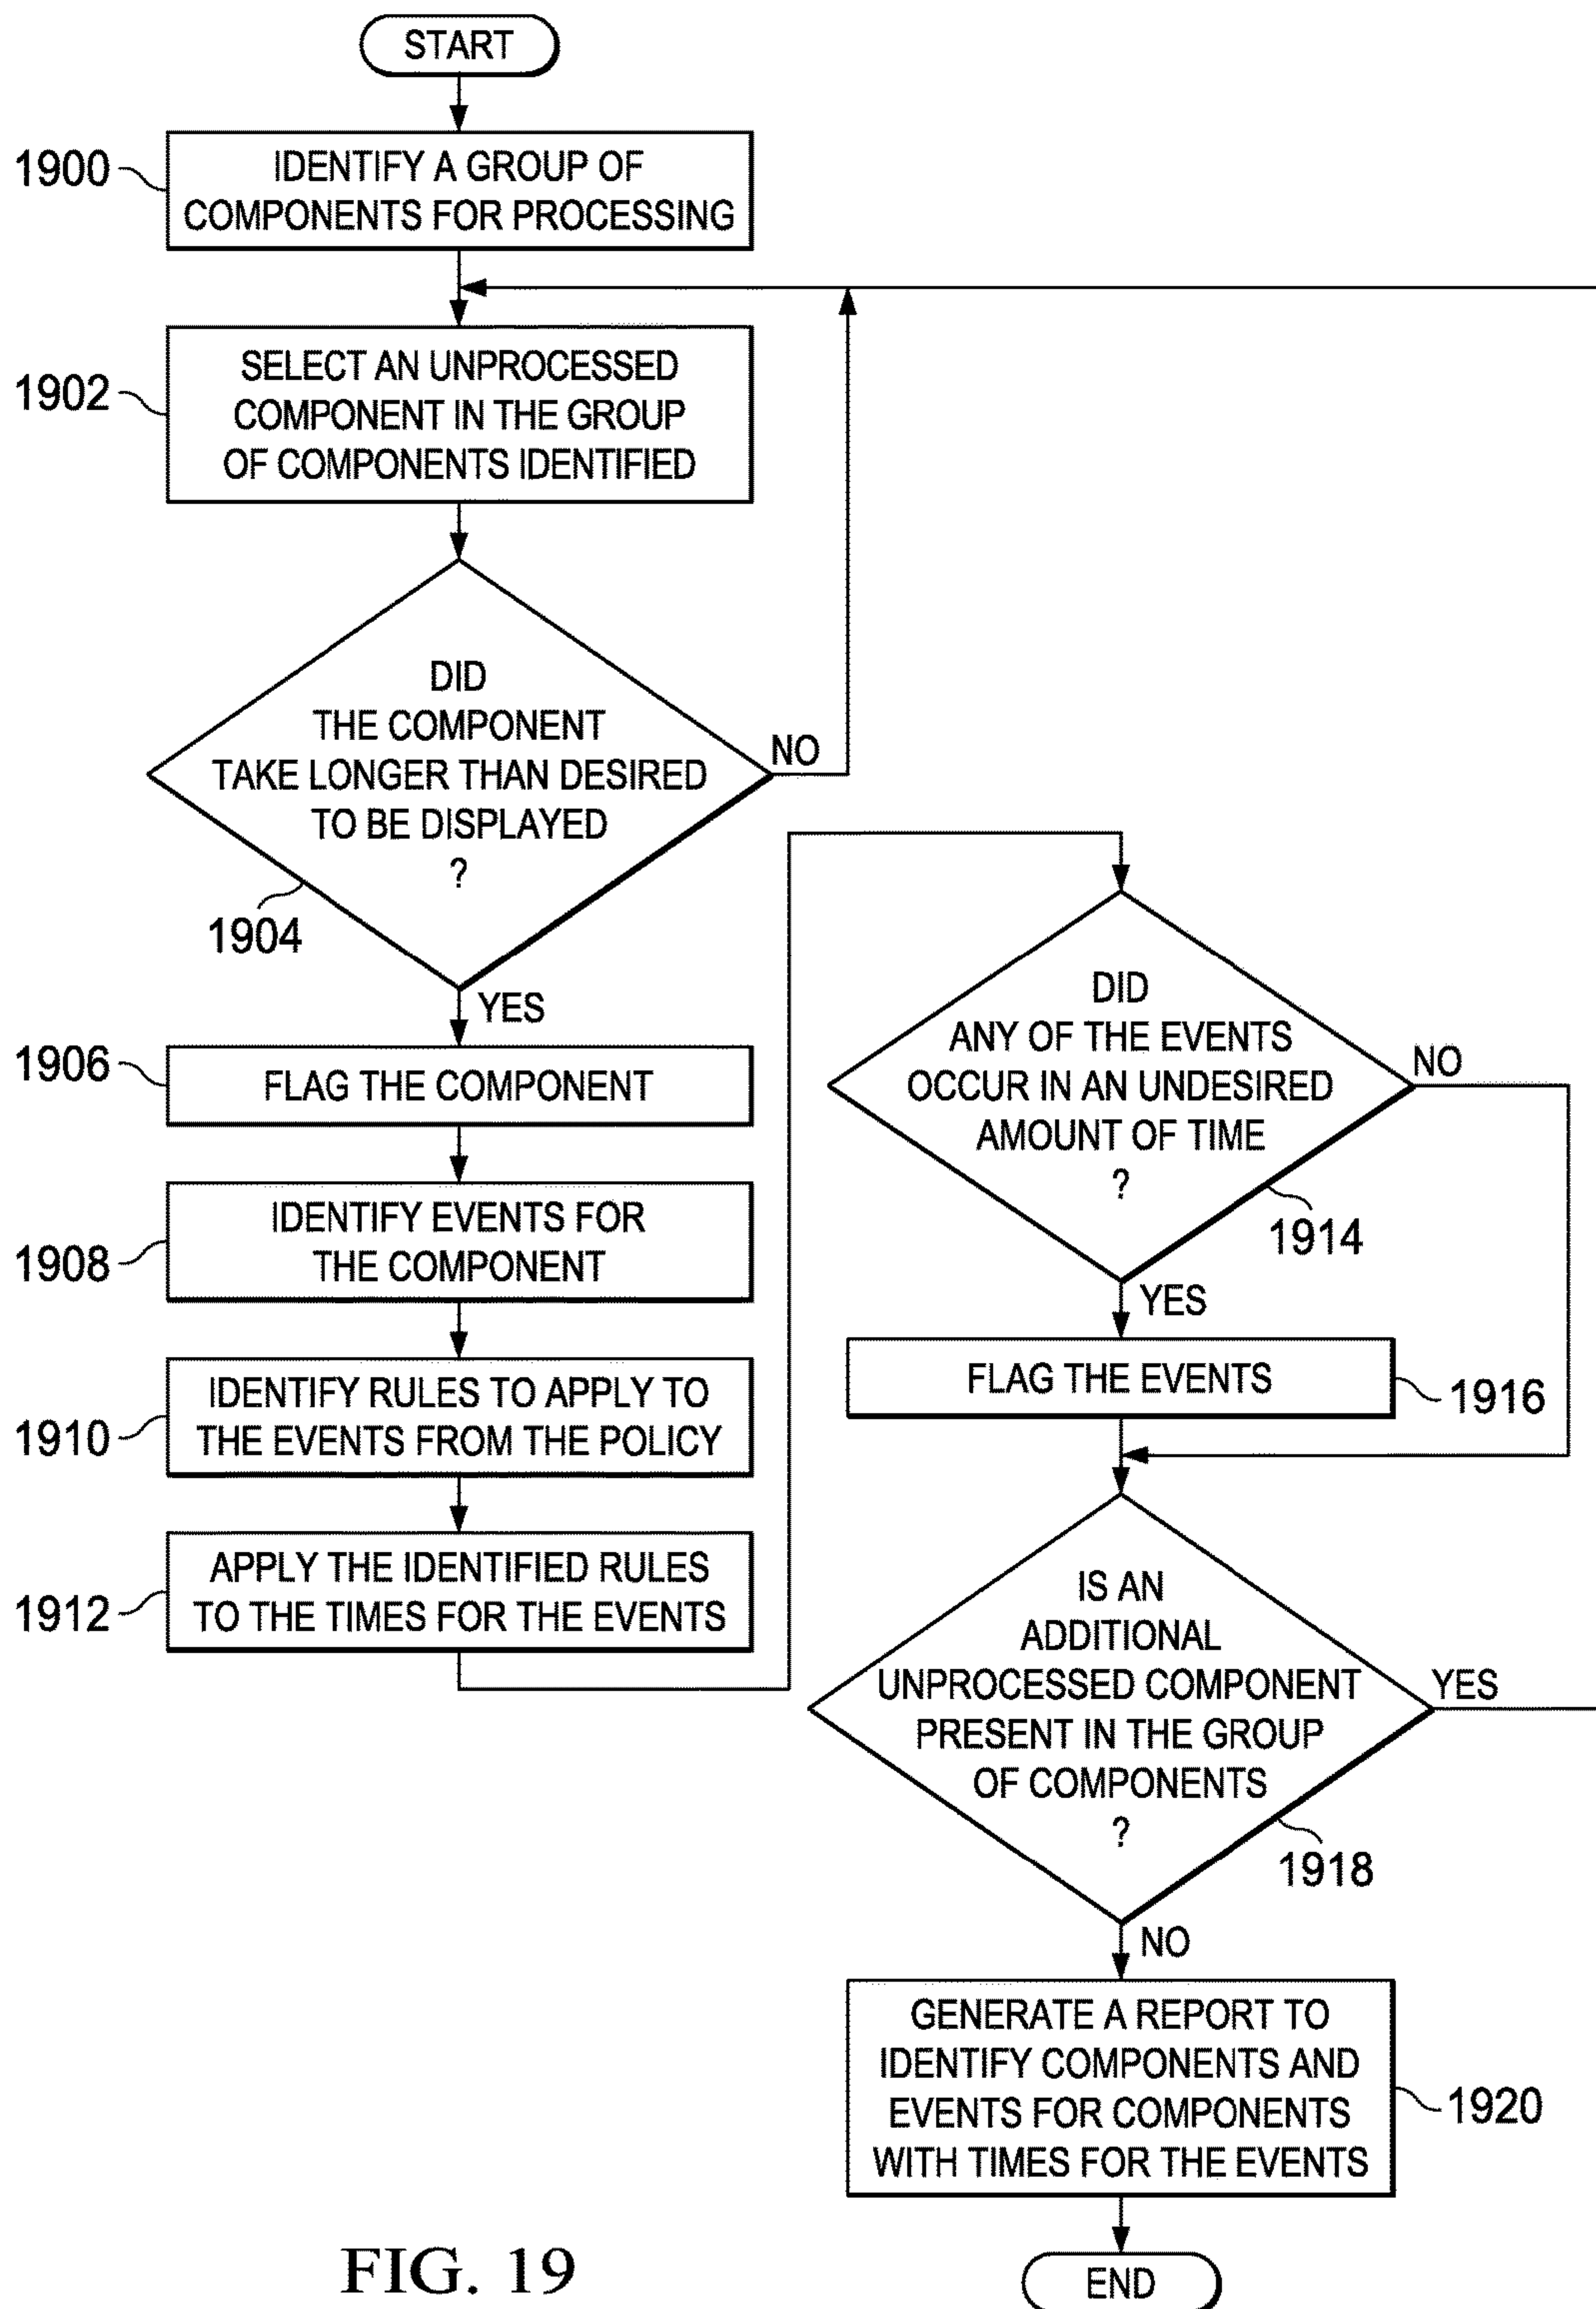 START
1900
IDENTIFY A GROUP OF
COMPONENTS FOR PROCESSING
1902
SELECT AN UNPROCESSED
COMPONENT IN THE GROUP
OF COMPONENTS IDENTIFIED
DID
THE COMPONENT
TAKE LONGER THAN DESIRED
TO BE DISPLAYED
?
NO
1904
YES
1906
FLAG THE COMPONENT
1908
IDENTIFY EVENTS FOR
THE COMPONENT
1910
IDENTIFY RULES TO APPLY TO
THE EVENTS FROM THE POLICY
1912
APPLY THE IDENTIFIED RULES
TO THE TIMES FOR THE EVENTS
DID
ANY OF THE EVENTS
OCCUR IN AN UNDESIRED
AMOUNT OF TIME
?
NO
1914
YES
FLAG THE EVENTS
1916
IS AN
ADDITIONAL
UNPROCESSED COMPONENT
PRESENT IN THE GROUP
OF COMPONENTS
?
YES
1918
NO
GENERATE A REPORT TO
IDENTIFY COMPONENTS AND
EVENTS FOR COMPONENTS
WITH TIMES FOR THE EVENTS
1920
END
FIG. 19